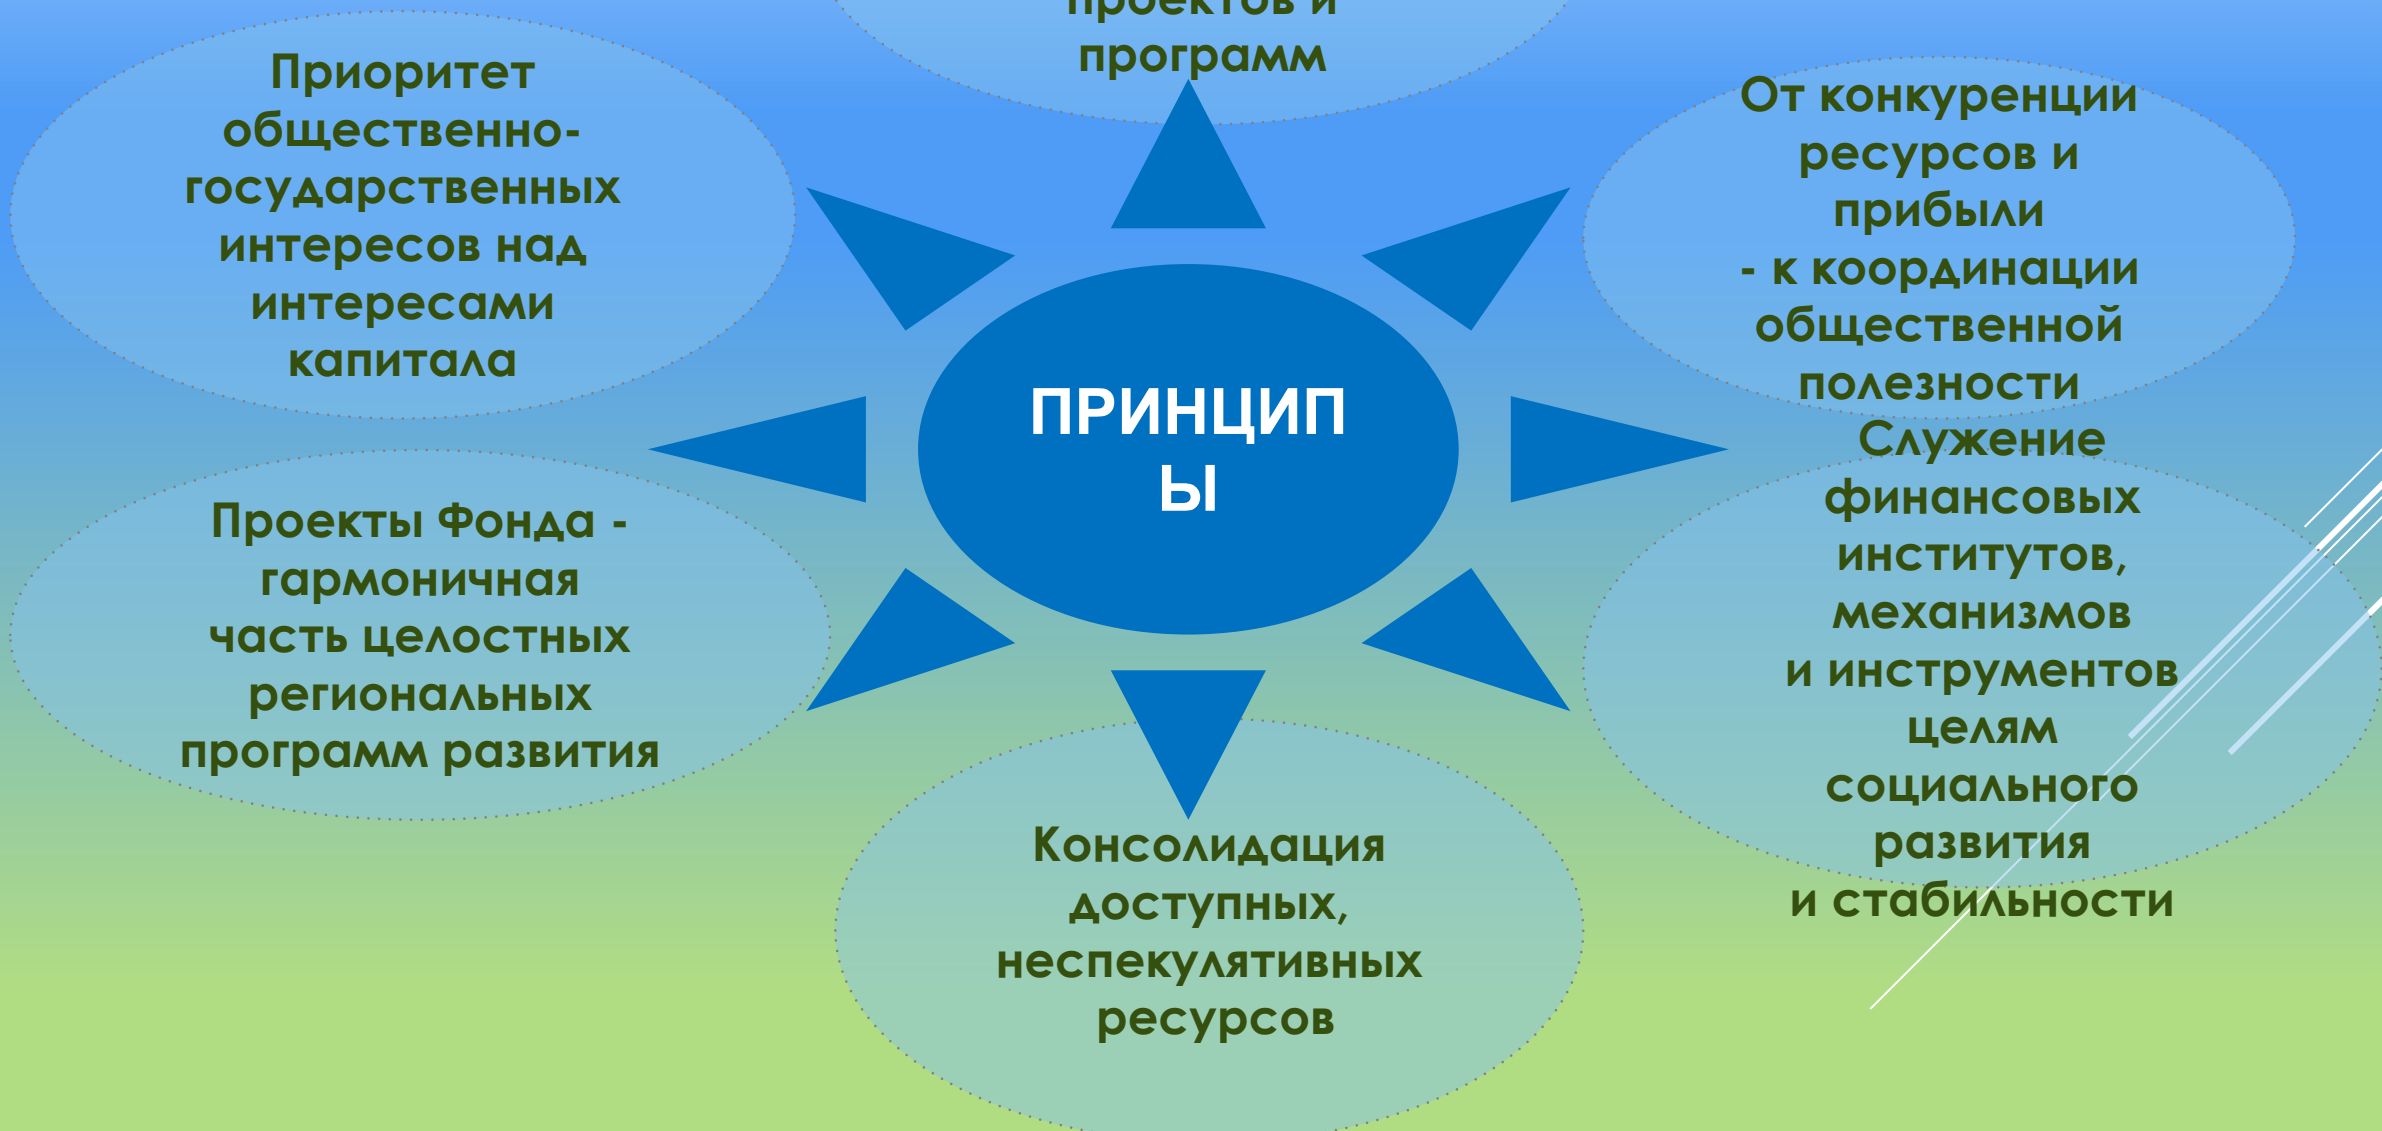 проектов и
программ
Приоритет
общественно-
государственных
интересов над
интересами
капитала
От конкуренции
ресурсов и
прибыли
- к координации
общественной
полезности
ПРИНЦИП
Ы
Проекты Фонда -
гармоничная
часть целостных
региональных
программ развития
Служение
финансовых
институтов,
механизмов
и инструментов
целям
социального
развития
и стабильности
Консолидация
доступных,
неспекулятивных
ресурсов